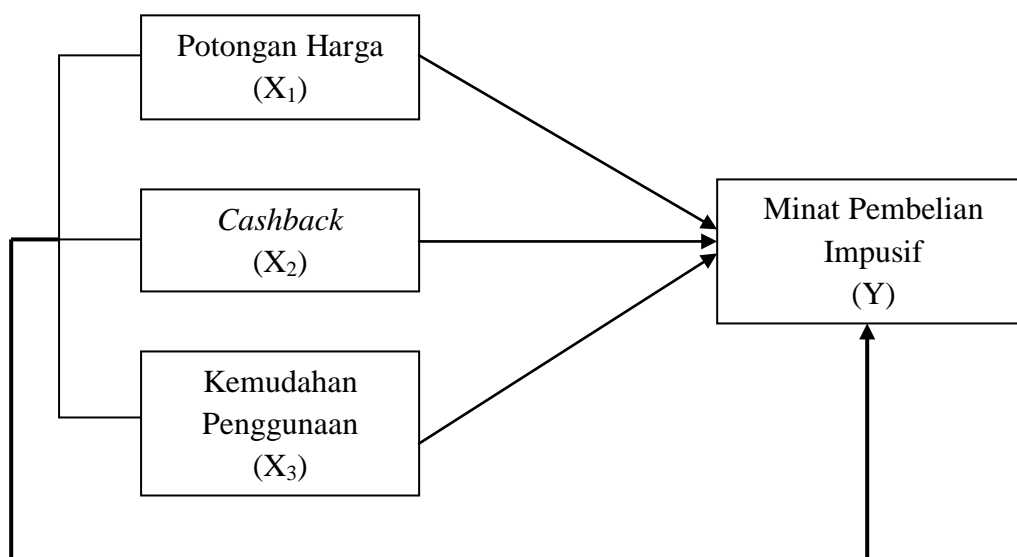 Potongan Harga
(X₁)
Cashback
(X₂)
Kemudahan
Penggunaan
(X₃)
Minat Pembelian
Impusif
(Y)